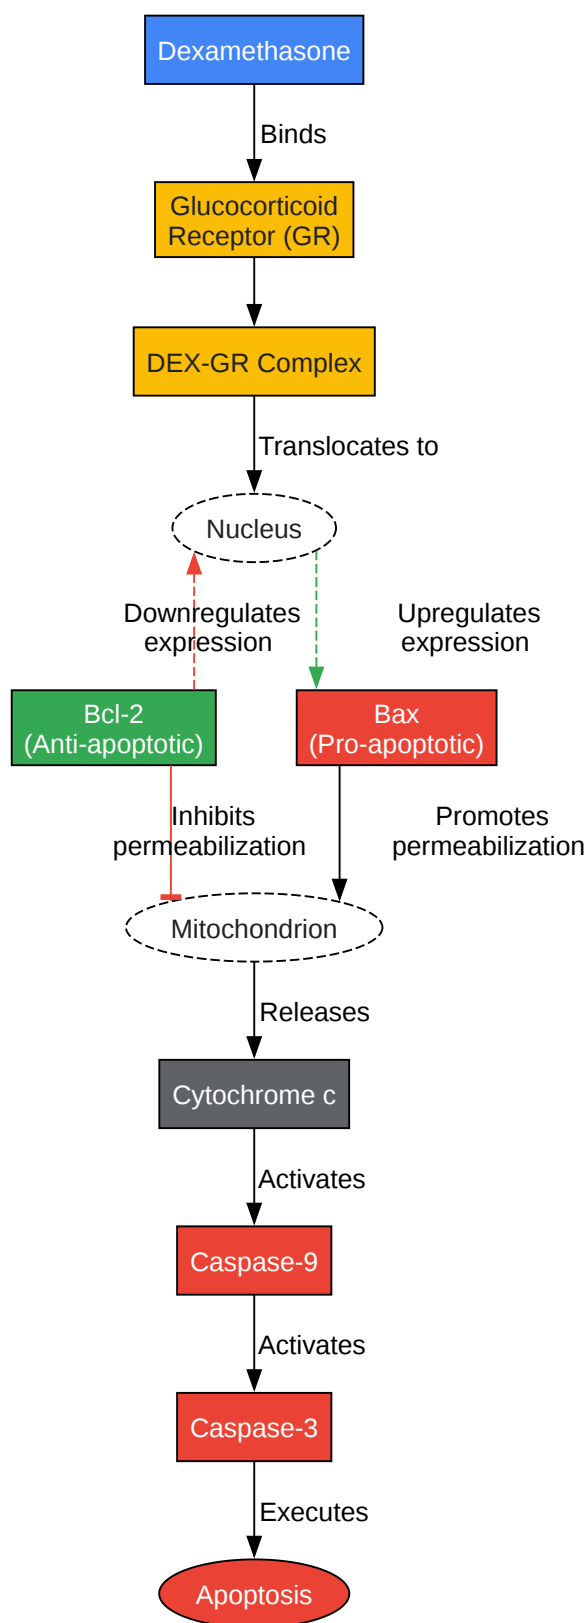 Dexamethasone
Binds
Glucocorticoid
Receptor (GR)
DEX-GR Complex
Translocates to
Nucleus
Downregulates
expression
Upregulates
expression
Bcl-2
(Anti-apoptotic)
Bax
(Pro-apoptotic)
Inhibits
permeabilization
Promotes
permeabilization
Mitochondrion
Releases
Cytochrome c
Activates
Caspase-9
Activates
Caspase-3
Executes
Apoptosis